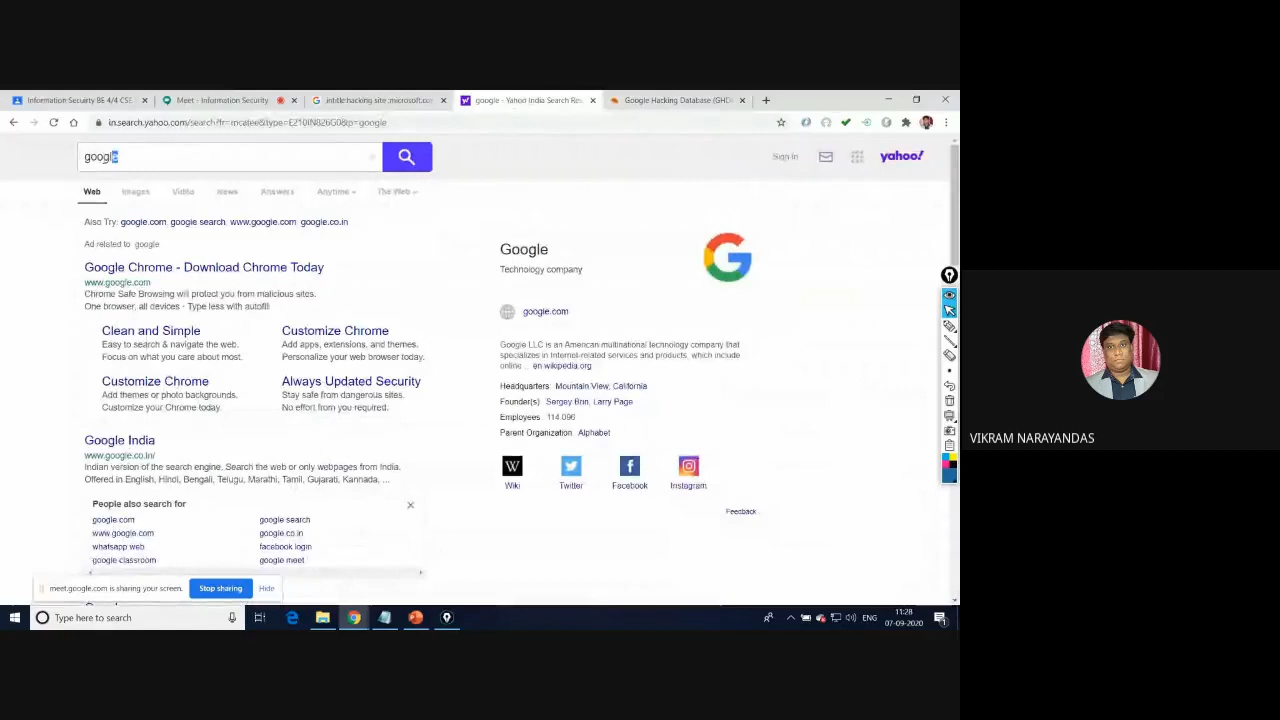 Information Secuirty BE 4/4 CSE
Meet - Information Security
intitle:hacking site:microsoft.co
google - Yahoo India Search Re
Google Hacking Database (GHD
in.search.yahoo.com/search?fr=mcafee&type=E210IN826G0&p=google
google
Sign In
yahoo!
Web Images Video News Answers Anytime The Web
Also Try: google.com, google search, www.google.com, google.co.in
Ad related to google
Google Chrome - Download Chrome Today
www.google.com
Chrome Safe Browsing will protect you from malicious sites.
One browser, all devices · Type less with autofill
Clean and Simple
Easy to search & navigate the web.
Focus on what you care about most.
Customize Chrome
Add apps, extensions, and themes.
Personalize your web browser today.
Customize Chrome
Add themes or photo backgrounds.
Customize your Chrome today.
Always Updated Security
Stay safe from dangerous sites.
No effort from you required.
Google India
www.google.co.in/
Indian version of the search engine. Search the web or only webpages from India.
Offered in English, Hindi, Bengali, Telugu, Marathi, Tamil, Gujarati, Kannada, ...
People also search for
google.com
google search
www.google.com
google.co.in
whatsapp web
facebook login
google classroom
google meet
Google
Technology company
G
google.com
Google LLC is an American multinational technology company that
specializes in Internet-related services and products, which include
online ... en.wikipedia.org
Headquarters Mountain View, California
Founder(s) Sergey Brin, Larry Page
Employees 114,096
Parent Organization Alphabet
W
Wiki
Twitter
Facebook
Instagram
Feedback
meet.google.com is sharing your screen.
Stop sharing
Hide
Type here to search
ENG
11:28
07-09-2020
VIKRAM NARAYANDAS